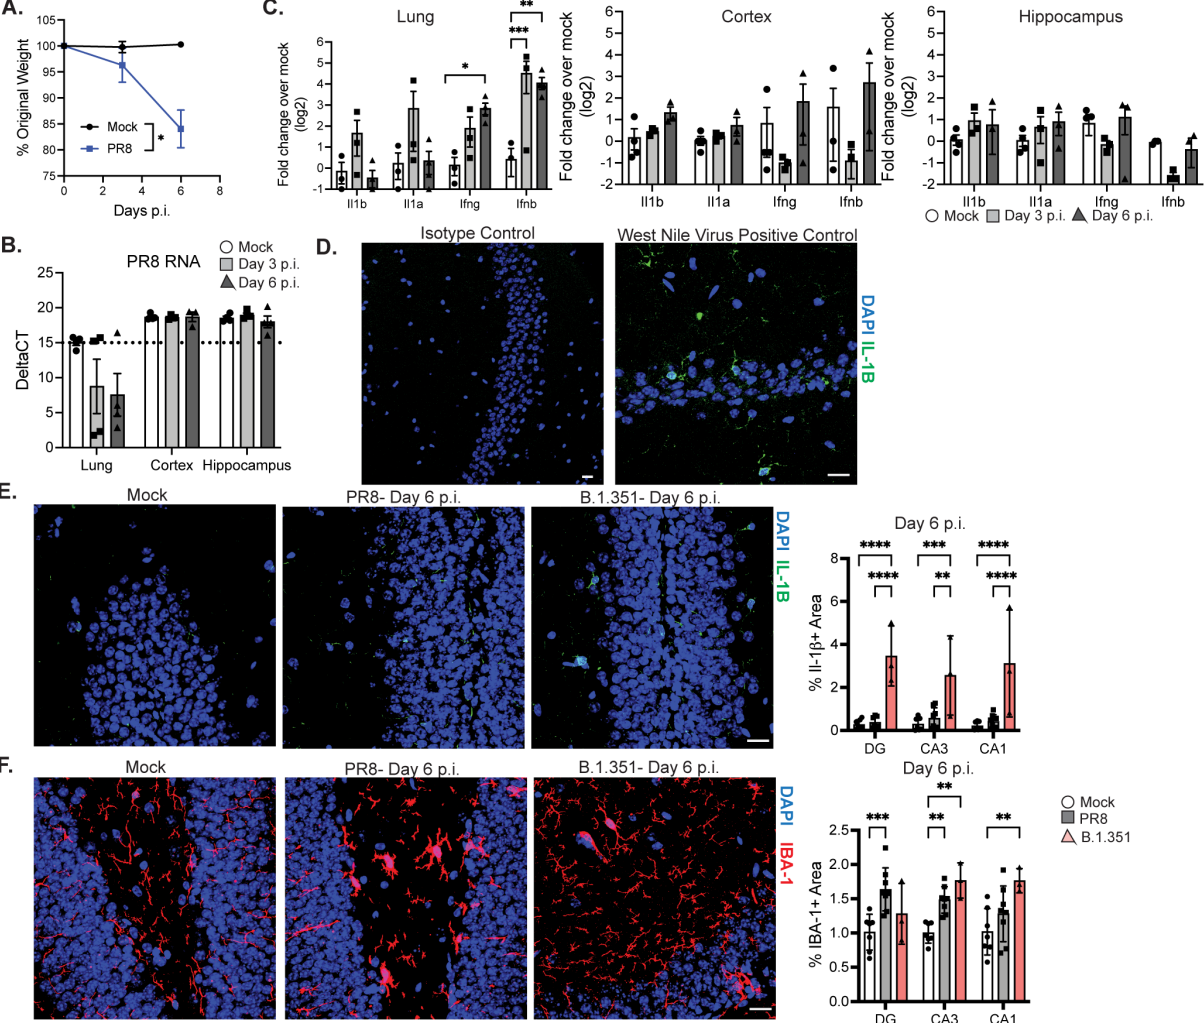 A.
105
100
95
90
85
80
75
% Original Weight
Mock
PR8
*
0 2 4 6 8
Days p.i.
C.
Lung
** 
***
*
6
5
4
3
2
1
0
-1
Fold change over mock
(log2)
Il1b Il1a Ifng Ifnb
Cortex
6
5
4
3
2
1
0
-1
-2
Fold change over mock
(log2)
Il1b Il1a Ifng Ifnb
Hippocampus
6
5
4
3
2
1
0
-1
-2
Fold change over mock
(log2)
Il1b Il1a Ifng Ifnb
Mock Day 3 p.i. Day 6 p.i.
B.
PR8 RNA
Mock
Day 3 p.i.
Day 6 p.i.
25
20
15
10
5
0
DeltaCT
Lung Cortex Hippocampus
D.
Isotype Control
West Nile Virus Positive Control
DAPI IL-1B
E.
Mock
PR8- Day 6 p.i.
B.1.351- Day 6 p.i.
DAPI IL-1B
Day 6 p.i.
**** *** ****
**** ** ****
8
6
4
2
0
% Il-1β+ Area
DG CA3 CA1
F.
Mock
PR8- Day 6 p.i.
B.1.351- Day 6 p.i.
DAPI IBA-1
Day 6 p.i.
**
*** ** **
2.5
2.0
1.5
1.0
0.5
0.0
% IBA-1+ Area
DG CA3 CA1
Mock
PR8
B.1.351